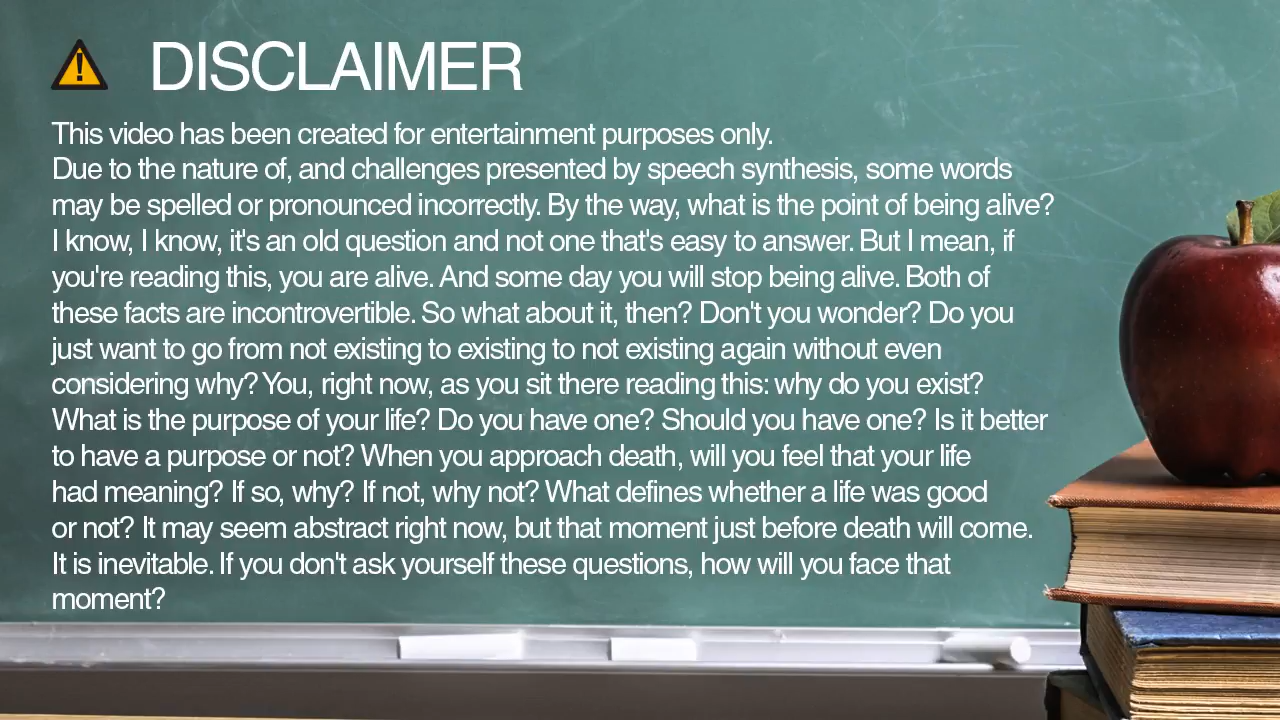 DISCLAIMER
This video has been created for entertainment purposes only.
Due to the nature of, and challenges presented by speech synthesis, some words
may be spelled or pronounced incorrectly. By the way, what is the point of being alive?
I know, I know, it's an old question and not one that's easy to answer. But I mean, if
you're reading this, you are alive. And some day you will stop being alive. Both of
these facts are incontrovertible. So what about it, then? Don't you wonder? Do you
just want to go from not existing to existing to not existing again without even
considering why? You, right now, as you sit there reading this: why do you exist?
What is the purpose of your life? Do you have one? Should you have one? Is it better
to have a purpose or not? When you approach death, will you feel that your life
had meaning? If so, why? If not, why not? What defines whether a life was good
or not? It may seem abstract right now, but that moment just before death will come.
It is inevitable. If you don't ask yourself these questions, how will you face that
moment?